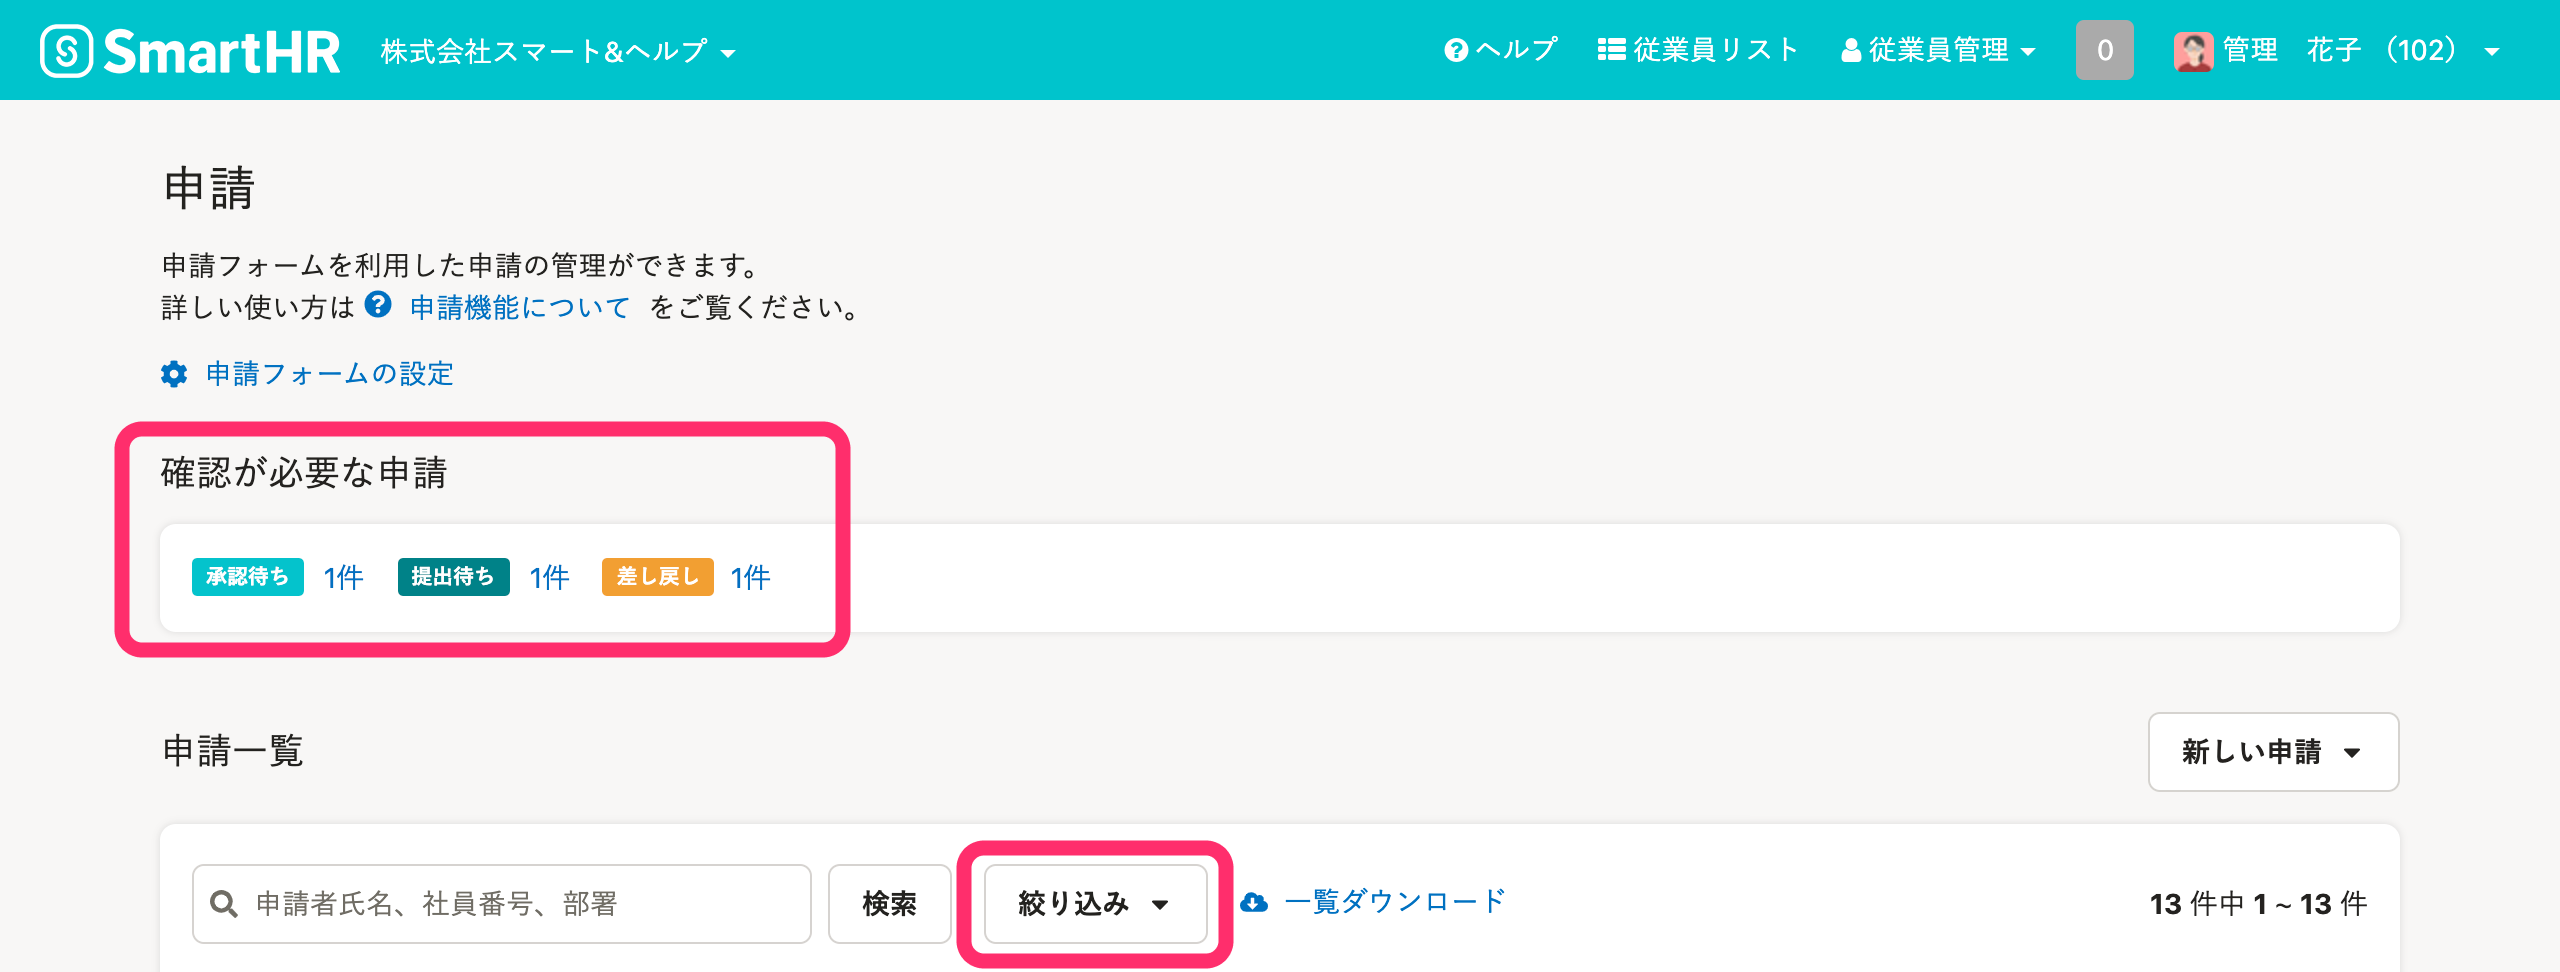 SmartHR 株式会社スマート&ヘルプ ヘルプ 従業員リスト 従業員管理 0 管理 花子 （102）
申請
申請フォームを利用した申請の管理ができます。
詳しい使い方は 申請機能について をご覧ください。
申請フォームの設定
確認が必要な申請
承認待ち 1件 提出待ち 1件 差し戻し 1件
申請一覧 新しい申請
申請者氏名、社員番号、部署 検索 絞り込み 一覧ダウンロード 13 件中 1 ~ 13 件